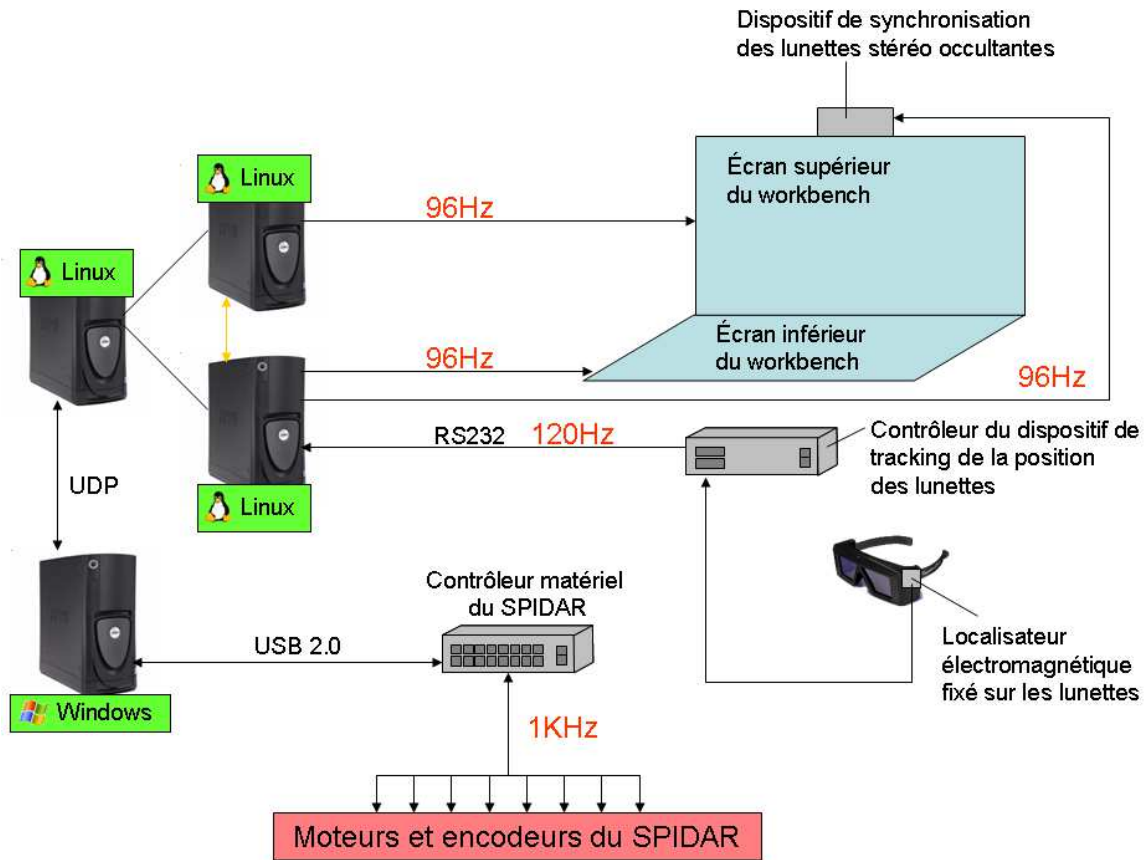 Dispositif de synchronisation
des lunettes stéréo occultantes
Linux
Écran supérieur
du workbench
96Hz
Linux
Écran inférieur
du workbench
96Hz
96Hz
RS232 120Hz
Contrôleur du dispositif de
tracking de la position
des lunettes
UDP
Linux
Contrôleur matériel
du SPIDAR
USB 2.0
Localisateur
électromagnétique
fixé sur les lunettes
Windows
1KHz
Moteurs et encodeurs du SPIDAR